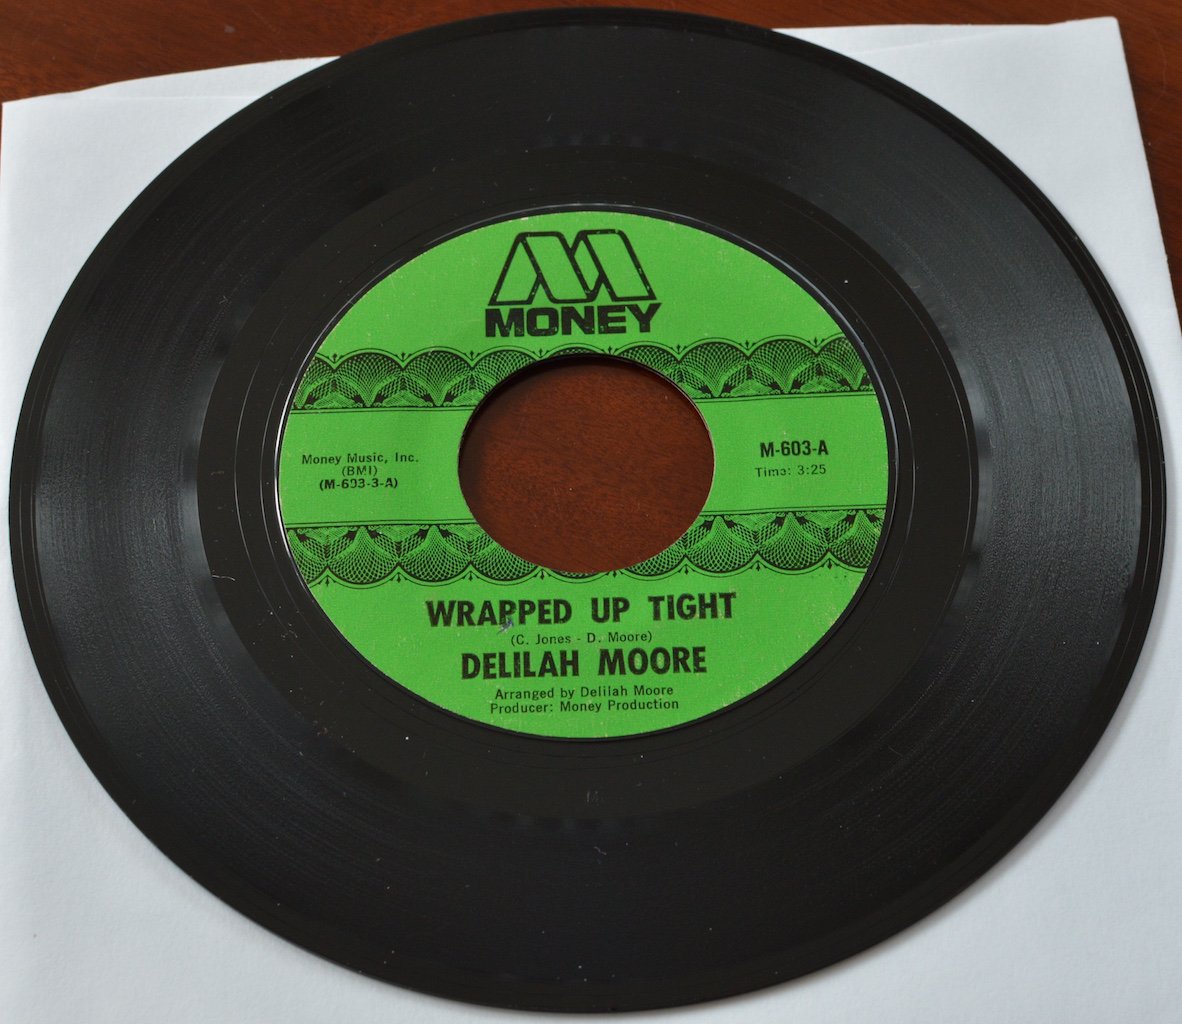 MONEY
Money Music, Inc.
(BMI)
(M-603-3-A)
M-603-A
Time: 3:25
WRAPPED UP TIGHT
(C. Jones - D. Moore)
DELILAH MOORE
Arranged by Delilah Moore
Producer: Money Production